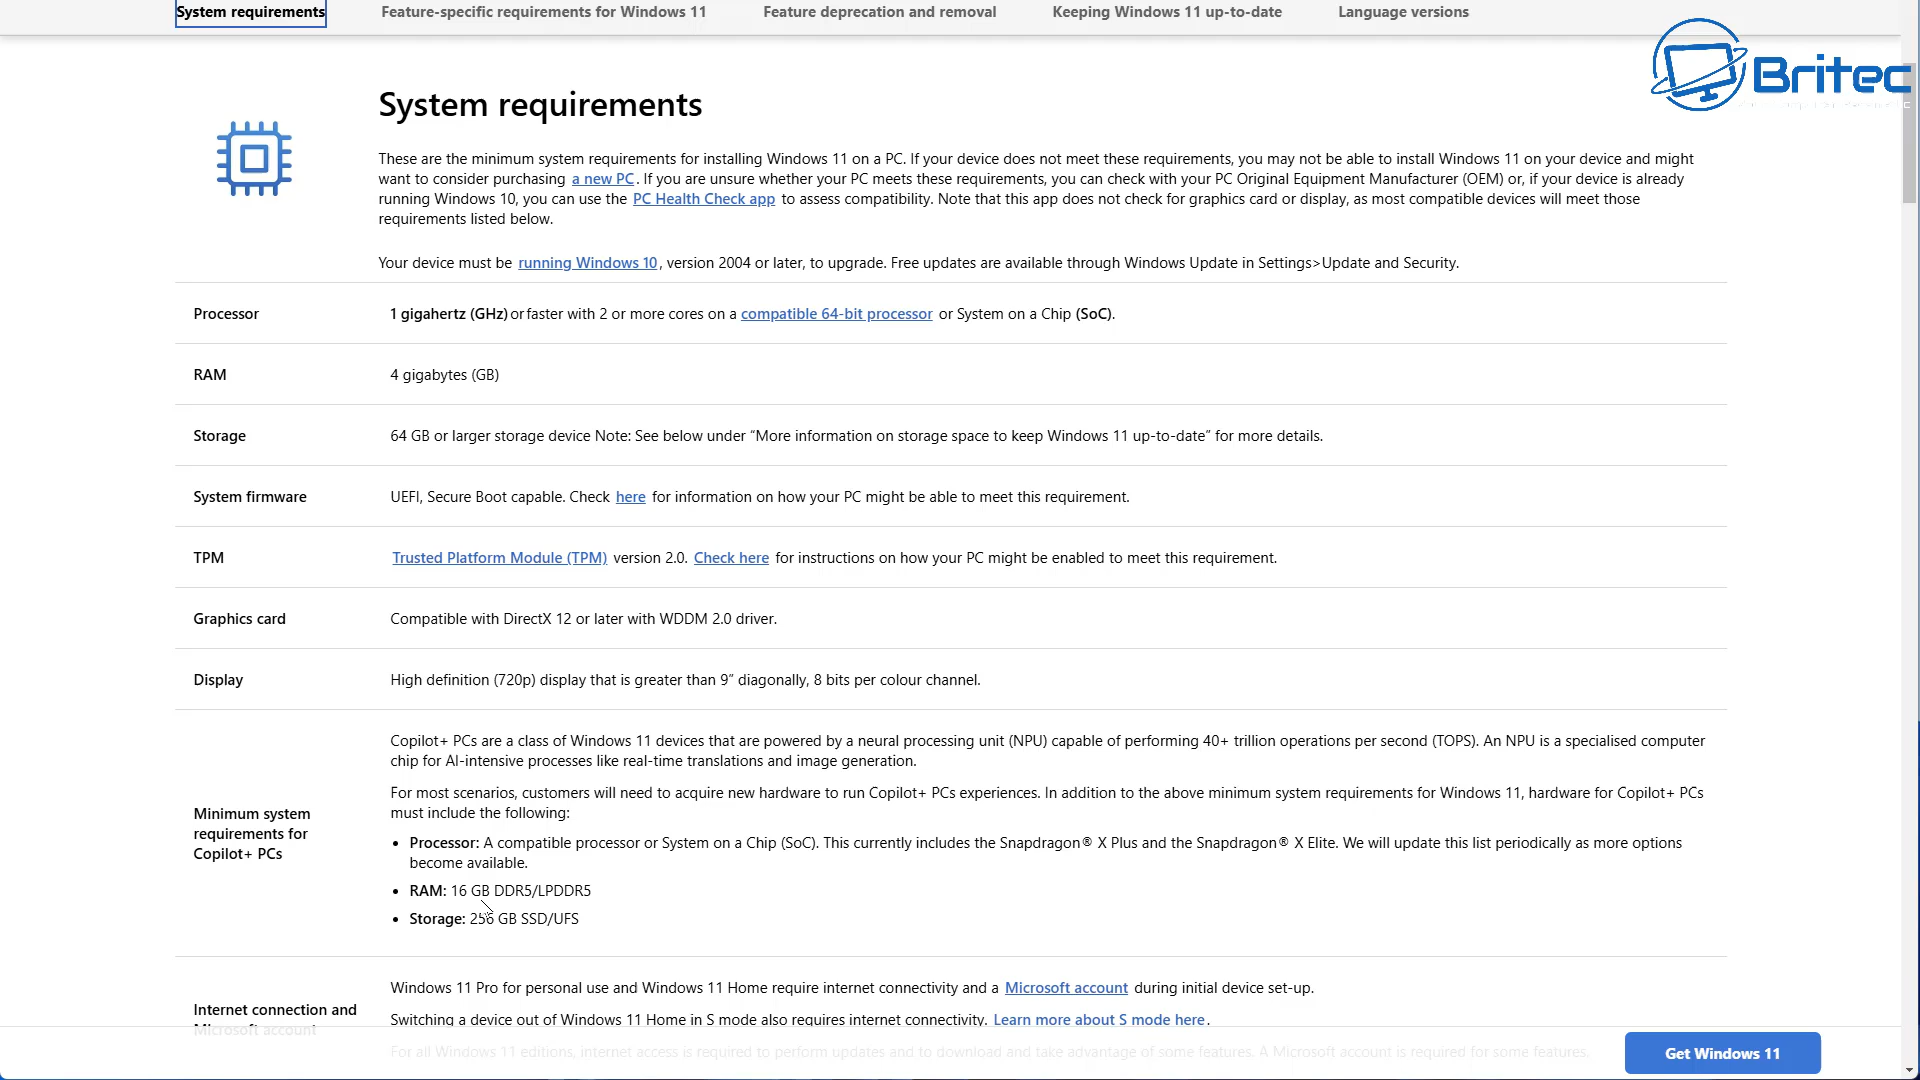 System requirements Feature-specific requirements for Windows 11 Feature deprecation and removal Keeping Windows 11 up-to-date Language versions
Britec
System requirements
These are the minimum system requirements for installing Windows 11 on a PC. If your device does not meet these requirements, you may not be able to install Windows 11 on your device and might
want to consider purchasing a new PC. If you are unsure whether your PC meets these requirements, you can check with your PC Original Equipment Manufacturer (OEM) or, if your device is already
running Windows 10, you can use the PC Health Check app to assess compatibility. Note that this app does not check for graphics card or display, as most compatible devices will meet those
requirements listed below.
Your device must be running Windows 10, version 2004 or later, to upgrade. Free updates are available through Windows Update in Settings>Update and Security.
Processor 1 gigahertz (GHz) or faster with 2 or more cores on a compatible 64-bit processor or System on a Chip (SoC).
RAM 4 gigabytes (GB)
Storage 64 GB or larger storage device Note: See below under “More information on storage space to keep Windows 11 up-to-date” for more details.
System firmware UEFI, Secure Boot capable. Check here for information on how your PC might be able to meet this requirement.
TPM Trusted Platform Module (TPM) version 2.0. Check here for instructions on how your PC might be enabled to meet this requirement.
Graphics card Compatible with DirectX 12 or later with WDDM 2.0 driver.
Display High definition (720p) display that is greater than 9” diagonally, 8 bits per colour channel.
Minimum system
requirements for
Copilot+ PCs
Copilot+ PCs are a class of Windows 11 devices that are powered by a neural processing unit (NPU) capable of performing 40+ trillion operations per second (TOPS). An NPU is a specialised computer
chip for AI-intensive processes like real-time translations and image generation.
For most scenarios, customers will need to acquire new hardware to run Copilot+ PCs experiences. In addition to the above minimum system requirements for Windows 11, hardware for Copilot+ PCs
must include the following:
• Processor: A compatible processor or System on a Chip (SoC). This currently includes the Snapdragon® X Plus and the Snapdragon® X Elite. We will update this list periodically as more options
become available.
• RAM: 16 GB DDR5/LPDDR5
• Storage: 256 GB SSD/UFS
Internet connection and
Microsoft account
Windows 11 Pro for personal use and Windows 11 Home require internet connectivity and a Microsoft account during initial device set-up.
Switching a device out of Windows 11 Home in S mode also requires internet connectivity. Learn more about S mode here.
For all Windows 11 editions, internet access is required to perform updates and to download and take advantage of some features. A Microsoft account is required for some features.
Get Windows 11